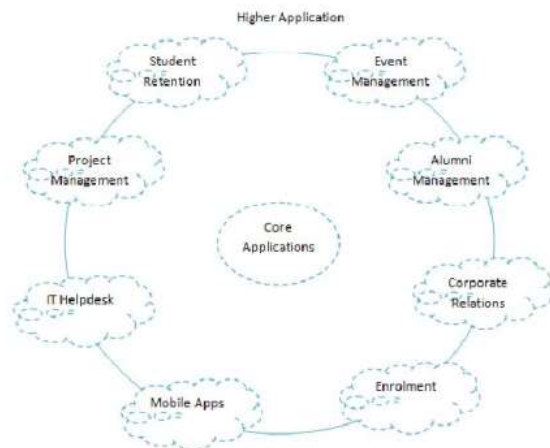 Higher Application
Student
Retention
Event
Management
Project
Management
Alumni
Management
Core
Applications
IT Helpdesk
Corporate
Relations
Mobile Apps
Enrolment